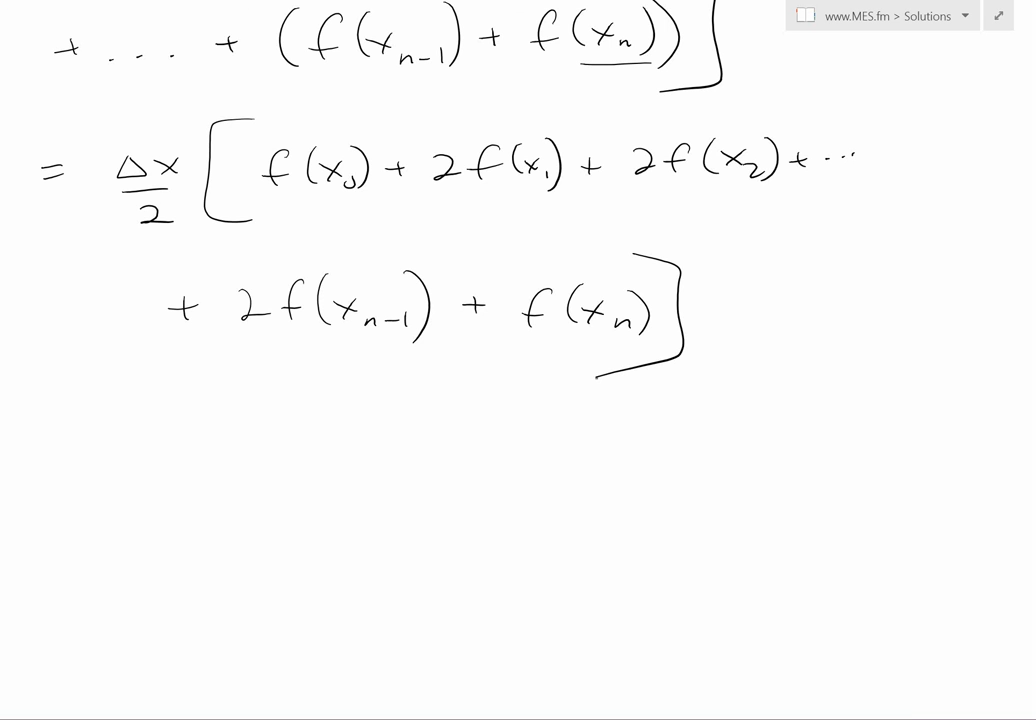 www.MES.fm > Solutions
+ ... + (f(xₙ₋₁) + f(xₙ))]
= Δx/2 [f(x₀) + 2f(x₁) + 2f(x₂) + ...
+ 2f(xₙ₋₁) + f(xₙ)]